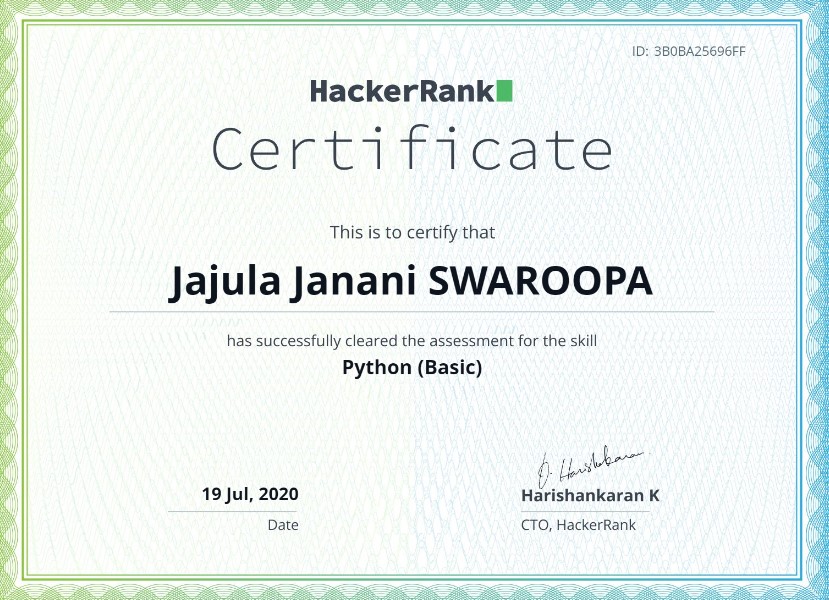 ID: 3B0BA25696FF
HackerRank
Certificate
This is to certify that
Jajula Janani SWAROOPA
has successfully cleared the assessment for the skill
Python (Basic)
19 Jul, 2020
Date
Harishankaran K
CTO, HackerRank